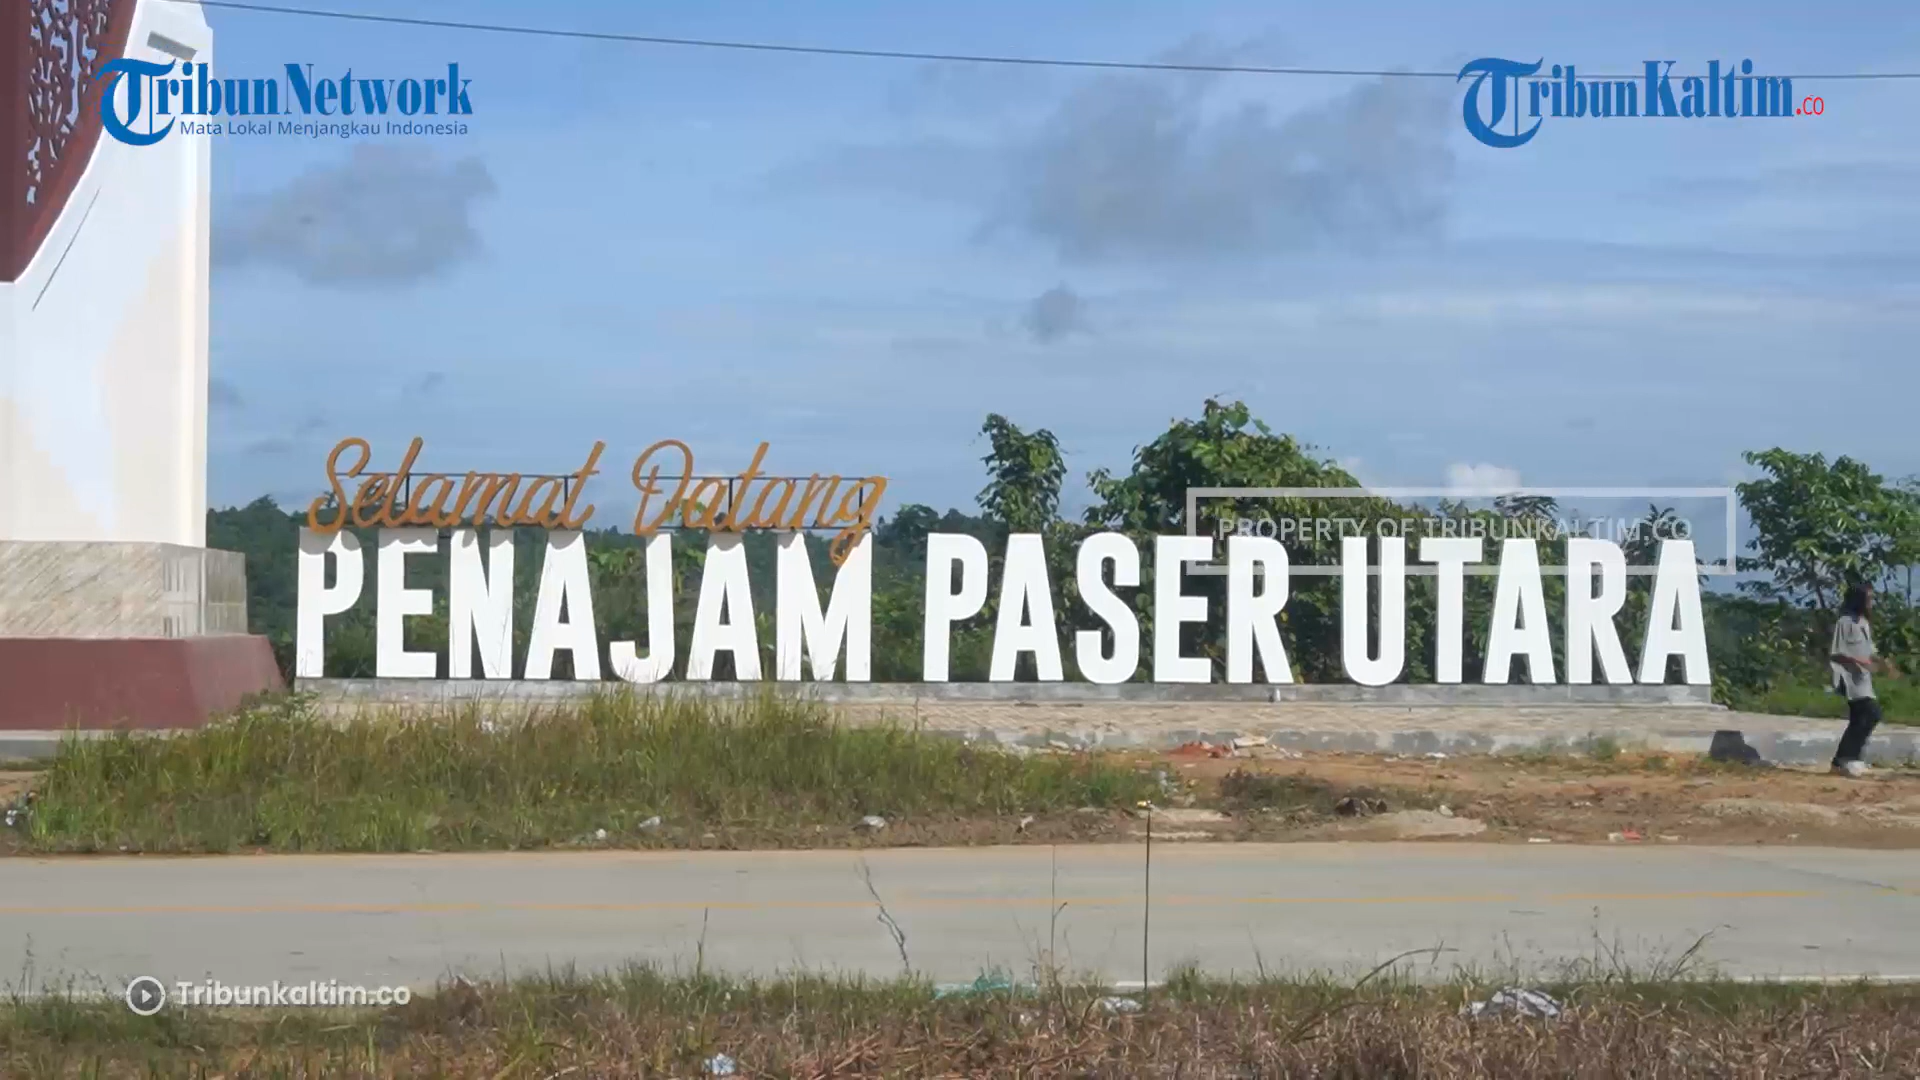 TribunNetwork
Mata Lokal Menjangkau Indonesia
TribunKaltim.co
Selamat Datang
PENAJAM PASER UTARA
PROPERTY OF TRIBUNKALTIM.CO
Tribunkaltim.co